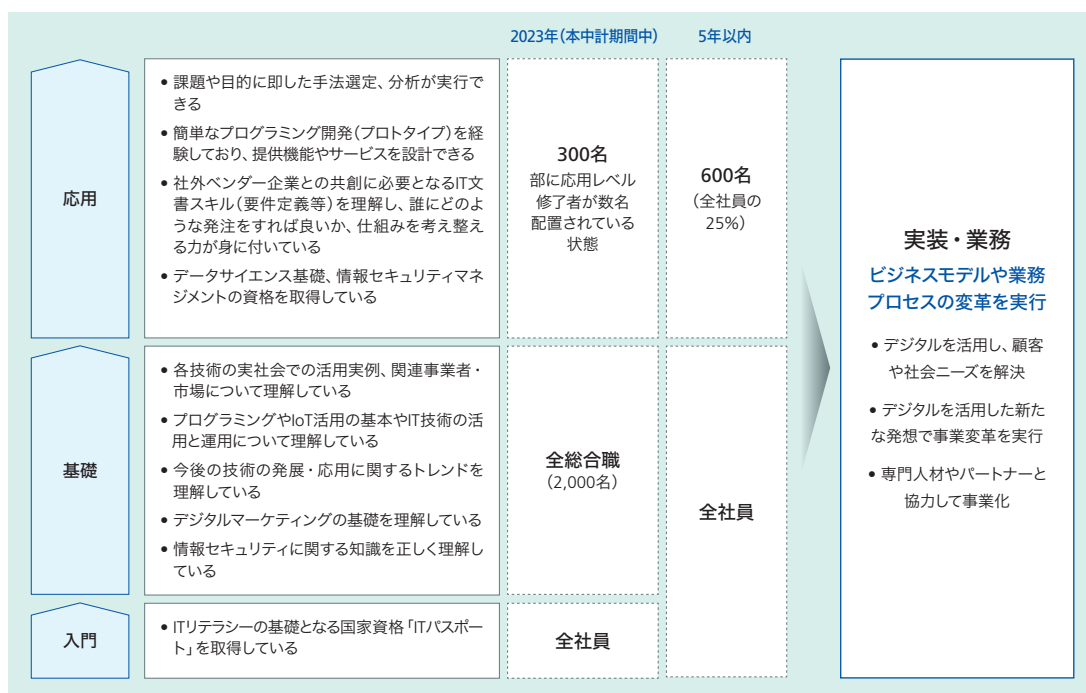 2023年(本中計期間中)
5年以内
応用
• 課題や目的に即した手法選定、分析が実行で
きる
• 簡単なプログラミング開発(プロトタイプ)を経
験しており、提供機能やサービスを設計できる
• 社外ベンダー企業との共創に必要となるIT文
書スキル(要件定義等)を理解し、誰にどのよ
うな発注をすれば良いか、仕組みを考え整え
る力が身に付いている
• データサイエンス基礎、情報セキュリティマネ
ジメントの資格を取得している
300名
部に応用レベル
修了者が数名
配置されている
状態
600名
(全社員の
25%)
基礎
• 各技術の実社会での活用実例、関連事業者・
市場について理解している
• プログラミングやIoT活用の基本やIT技術の活
用と運用について理解している
• 今後の技術の発展・応用に関するトレンドを
理解している
• デジタルマーケティングの基礎を理解している
• 情報セキュリティに関する知識を正しく理解し
ている
全総合職
(2,000名)
全社員
入門
• ITリテラシーの基礎となる国家資格「ITパスポー
ト」を取得している
全社員
実装・業務
ビジネスモデルや業務
プロセスの変革を実行
• デジタルを活用し、顧客
や社会ニーズを解決
• デジタルを活用した新た
な発想で事業変革を実行
• 専門人材やパートナーと
協力して事業化